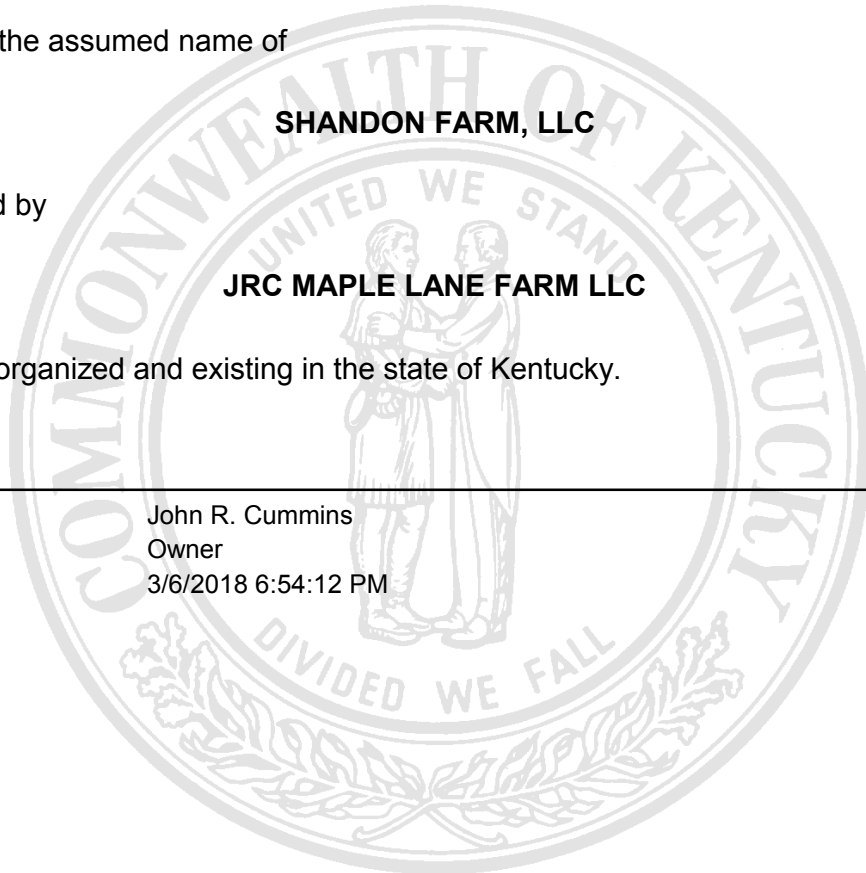 the assumed name of
SHANDON FARM, LLC
d by
JRC MAPLE LANE FARM LLC
organized and existing in the state of Kentucky.
John R. Cummins
Owner
3/6/2018 6:54:12 PM
COMMONWEALTH OF KENTUCKY
UNITED WE STAND
DIVIDED WE FALL